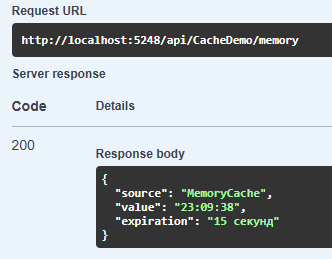 Request URL
http://localhost:5248/api/CacheDemo/memory
Server response
Code Details
200
Response body
{
  "source": "MemoryCache",
  "value": "23:09:38",
  "expiration": "15 секунд"
}